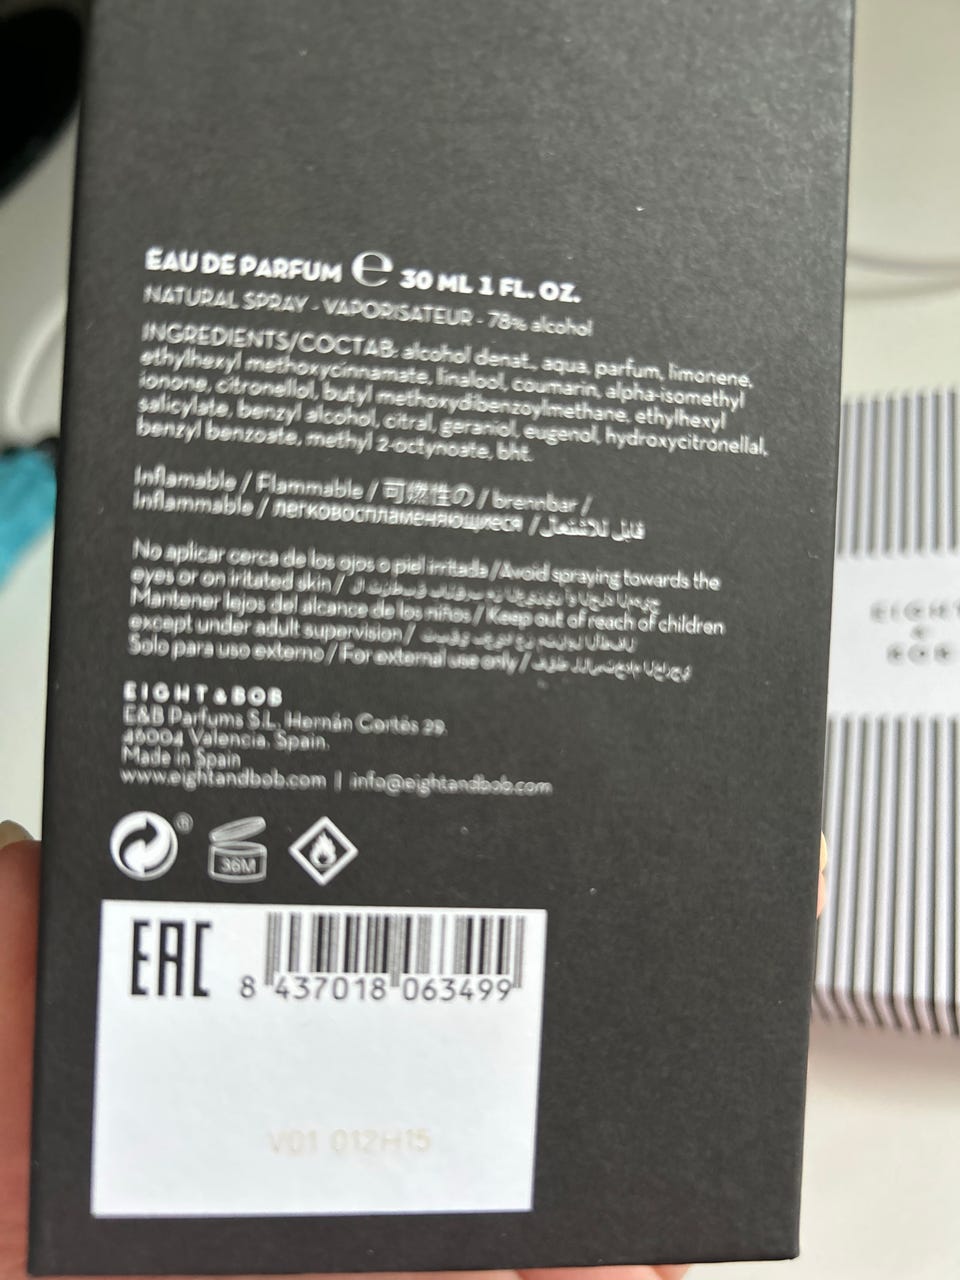 EAU DE PARFUM ℮ 30 ML 1 FL. OZ.
NATURAL SPRAY - VAPORISATEUR - 78% alcohol
INGREDIENTS/COCTAB: alcohol denat., aqua, parfum, limonene,
ethylhexyl methoxycinnamate, linalool, coumarin, alpha-isomethyl
ionone, citronellol, butyl methoxydibenzoylmethane, ethylhexyl
salicylate, benzyl alcohol, citral, geraniol, eugenol, hydroxycitronellal,
benzyl benzoate, methyl 2-octynoate, bht.
Inflamable / Flammable / 可燃性の / brennbar /
Inflammable / легковоспламеняющиеся / قابل للاشتعال
No aplicar cerca de los ojos o piel irritada / Avoid spraying towards the
eyes or on irritated skin /
Mantener lejos del alcance de los niños / Keep out of reach of children
except under adult supervision /
Solo para uso externo / For external use only /
EIGHT & BOB
E&B Parfums S.L. Hernán Cortés 29.
46004 Valencia, Spain.
Made in Spain
www.eightandbob.com | info@eightandbob.com
®
36M
EAC
8 437018 063499
V01 012H15
EIGHT
&
BOB